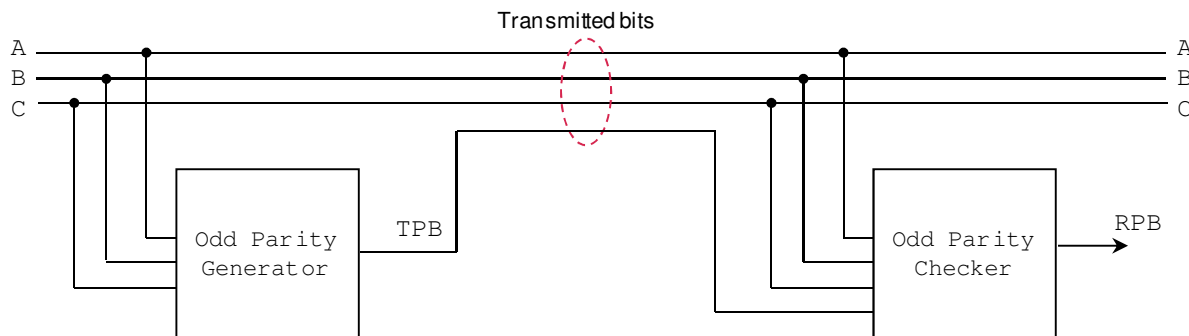 Transmitted bits
A
B
C
A
B
C
TPB
Odd Parity
Generator
Odd Parity
Checker
RPB